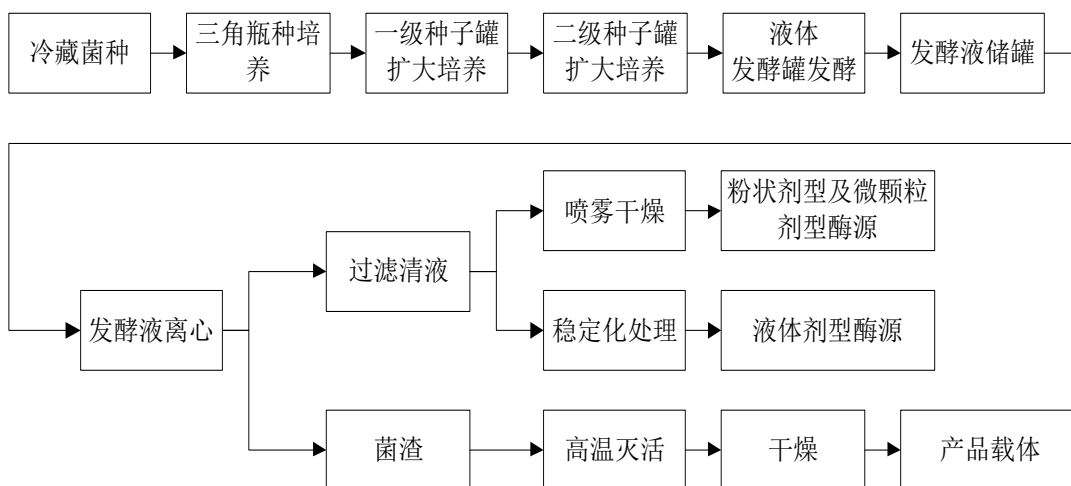 冷藏菌种
三角瓶种培
养
一级种子罐
扩大培养
二级种子罐
扩大培养
液体
发酵罐发酵
发酵液储罐
喷雾干燥
粉状剂型及微颗粒
剂型酶源
过滤清液
发酵液离心
稳定化处理
液体剂型酶源
菌渣
高温灭活
干燥
产品载体